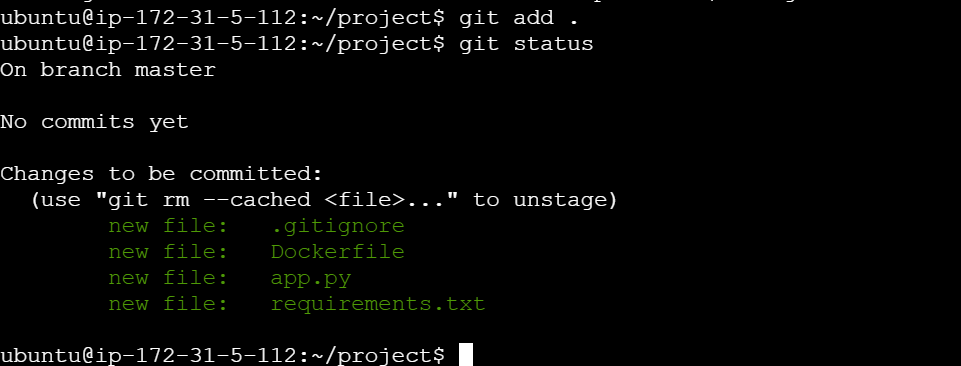 ubuntu@ip-172-31-5-112:~/project$ git add .
ubuntu@ip-172-31-5-112:~/project$ git status
On branch master
No commits yet
Changes to be committed:
  (use "git rm --cached <file>..." to unstage)
        new file:   .gitignore
        new file:   Dockerfile
        new file:   app.py
        new file:   requirements.txt
ubuntu@ip-172-31-5-112:~/project$